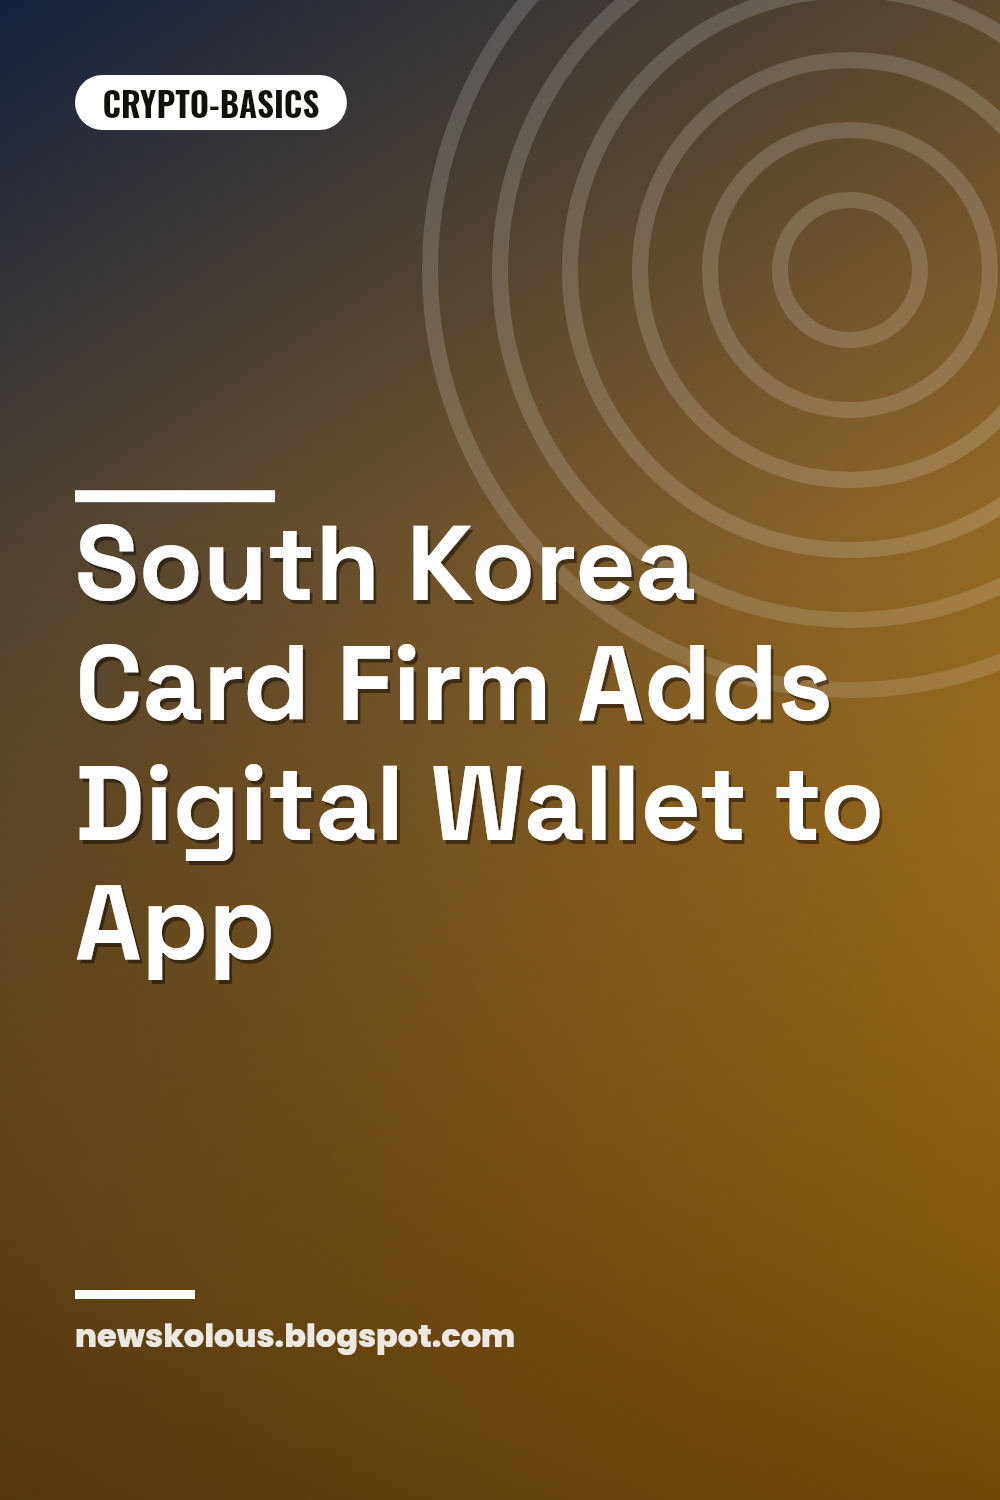 CRYPTO-BASICS
South Korea
Card Firm Adds
Digital Wallet to
App
newskolous.blogspot.com